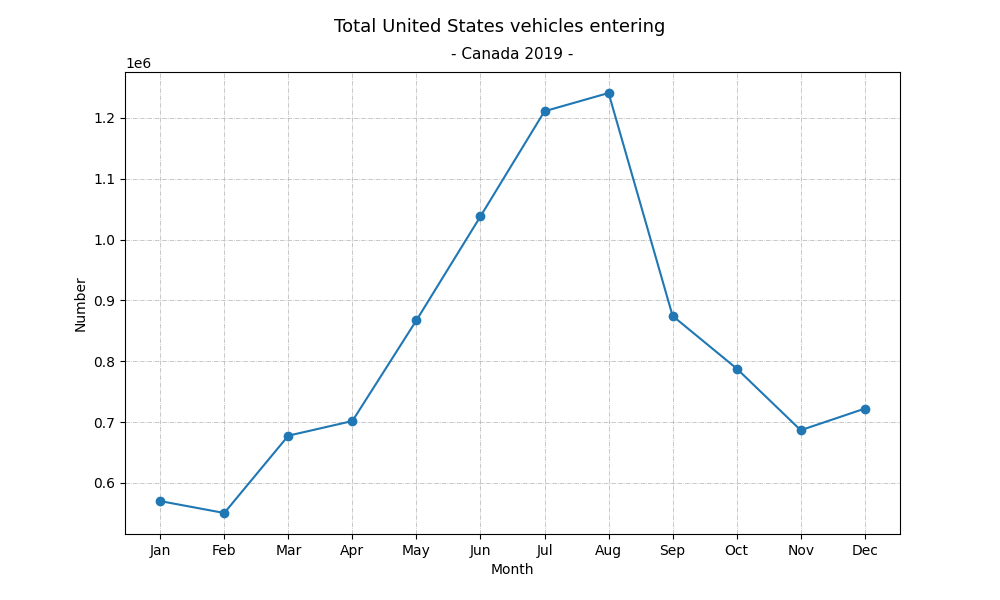 Total United States vehicles entering
- Canada 2019 -
1e6
1.2
1.1
1.0
0.9
0.8
0.7
0.6
Number
Jan Feb Mar Apr May Jun Jul Aug Sep Oct Nov Dec
Month